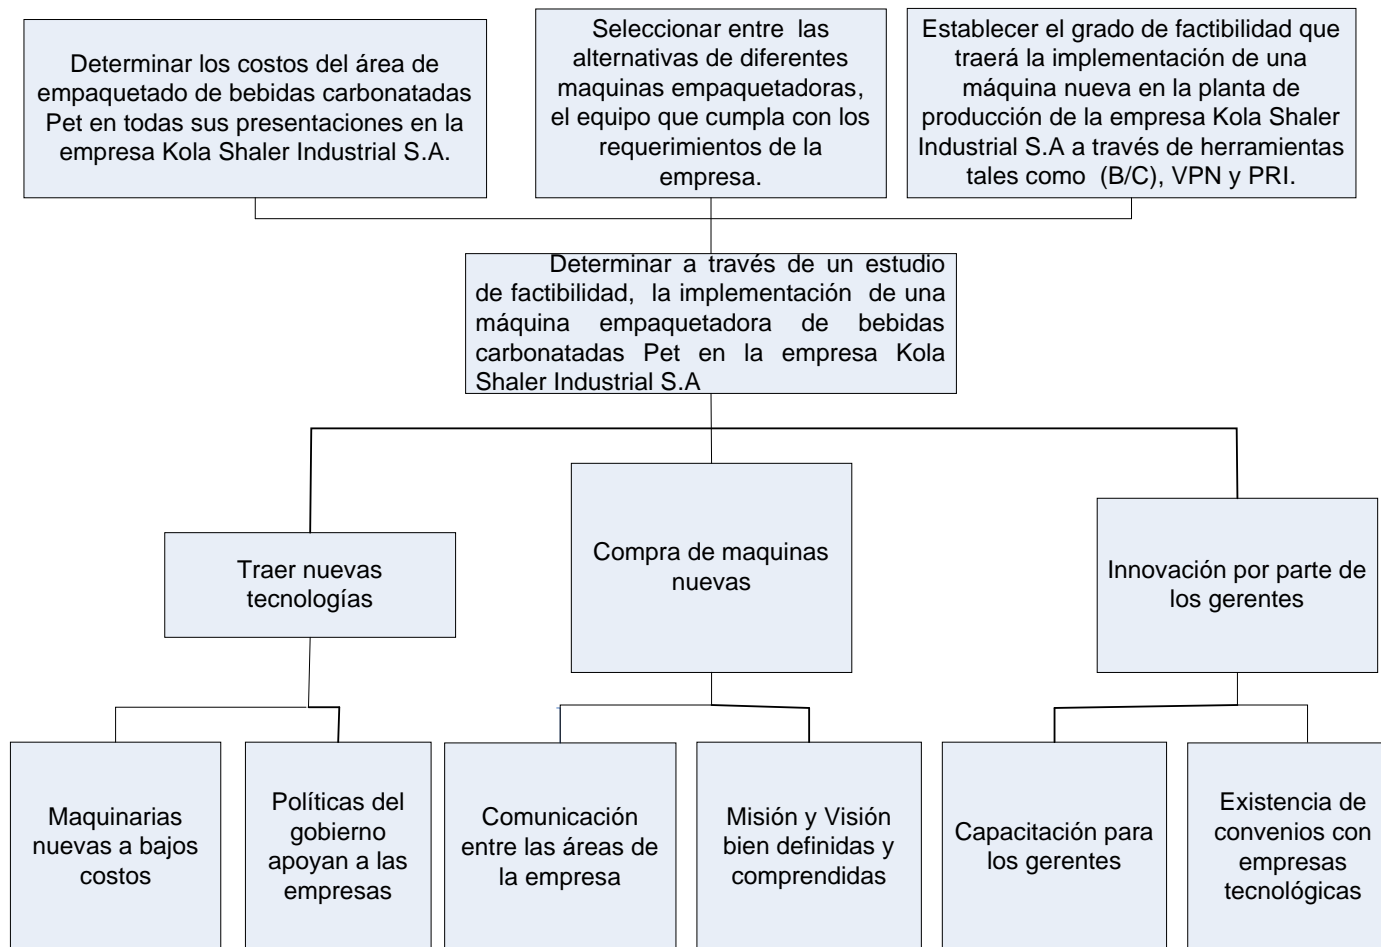 Determinar los costos del área de
empaquetado de bebidas carbonatadas
Pet en todas sus presentaciones en la
empresa Kola Shaler Industrial S.A.
Seleccionar entre las
alternativas de diferentes
maquinas empaquetadoras,
el equipo que cumpla con los
requerimientos de la
empresa.
Establecer el grado de factibilidad que
traerá la implementación de una
máquina nueva en la planta de
producción de la empresa Kola Shaler
Industrial S.A a través de herramientas
tales como (B/C), VPN y PRI.
Determinar a través de un estudio
de factibilidad, la implementación de una
máquina empaquetadora de bebidas
carbonatadas Pet en la empresa Kola
Shaler Industrial S.A
Traer nuevas
tecnologías
Compra de maquinas
nuevas
Innovación por parte de
los gerentes
Maquinarias
nuevas a bajos
costos
Políticas del
gobierno
apoyan a las
empresas
Comunicación
entre las áreas de
la empresa
Misión y Visión
bien definidas y
comprendidas
Capacitación para
los gerentes
Existencia de
convenios con
empresas
tecnológicas